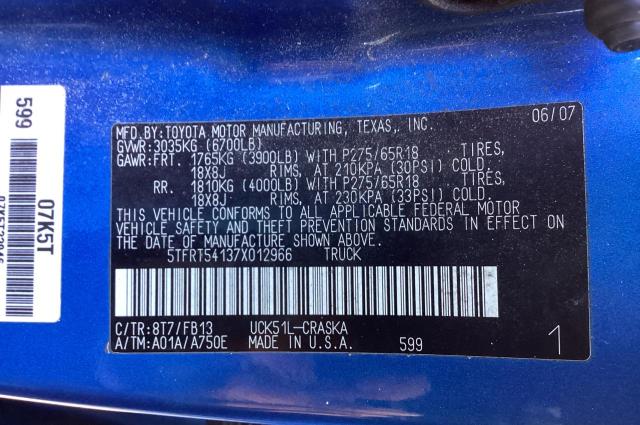 06/07
MFD.BY:TOYOTA MOTOR MANUFACTURING, TEXAS,. INC.
GVWR:3035KG (6700LB)
GAWR:FRT. 1765KG (3900LB) WITH P275/65R18 TIRES,
18X8J RIMS, AT 210KPA (30PSI) COLD
RR. 1810KG (4000LB) WITH P275/65R18 TIRES,
18X8J RIMS, AT 230KPA (33PSI) COLD
THIS VEHICLE CONFORMS TO ALL APPLICABLE FEDERAL MOTOR
VEHICLE SAFETY AND THEFT PREVENTION STANDARDS IN EFFECT ON
THE DATE OF MANUFACTURE SHOWN ABOVE.
5TFRT54137X012966 TRUCK
C/TR:8T7/FB13 UCK51L-CRASKA
A/TM:A01A/A750E MADE IN U.S.A. 599 1
599
07K5T